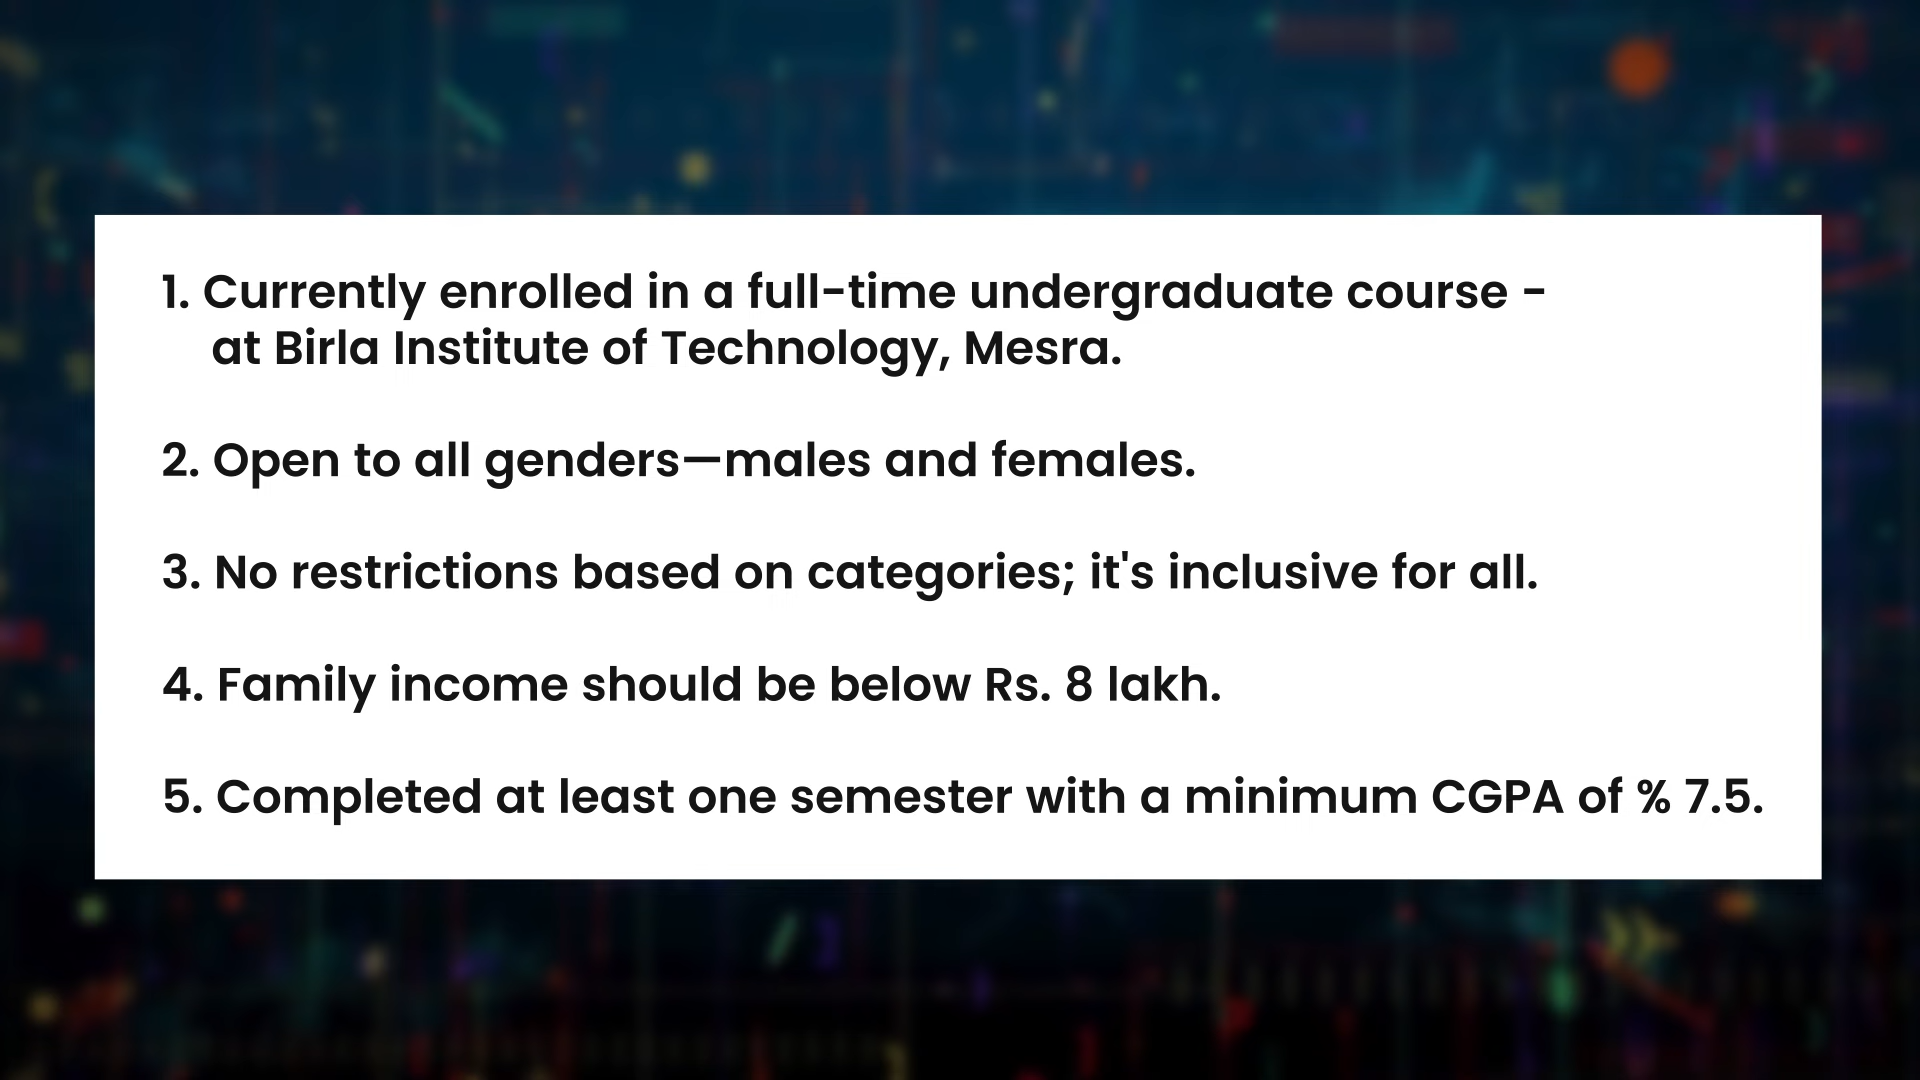 1. Currently enrolled in a full-time undergraduate course -
at Birla Institute of Technology, Mesra.
2. Open to all genders—males and females.
3. No restrictions based on categories; it's inclusive for all.
4. Family income should be below Rs. 8 lakh.
5. Completed at least one semester with a minimum CGPA of % 7.5.